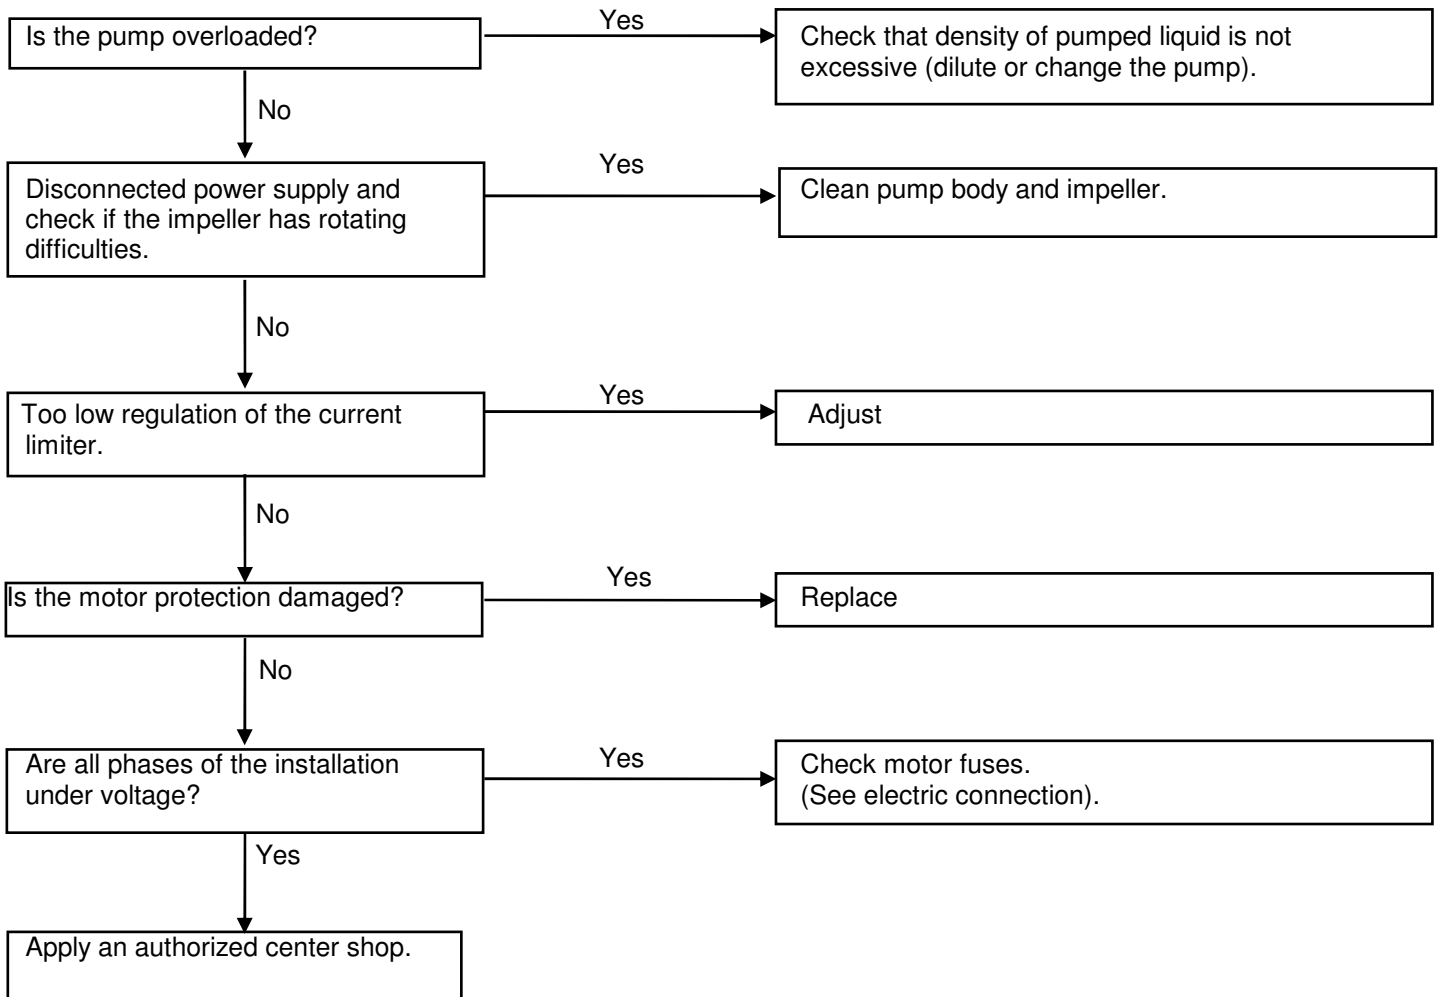 Is the pump overloaded?
Yes
Check that density of pumped liquid is not
excessive (dilute or change the pump).
No
Disconnected power supply and
check if the impeller has rotating
difficulties.
Yes
Clean pump body and impeller.
No
Too low regulation of the current
limiter.
Yes
Adjust
No
Is the motor protection damaged?
Yes
Replace
No
Are all phases of the installation
under voltage?
Yes
Check motor fuses.
(See electric connection).
Yes
Apply an authorized center shop.